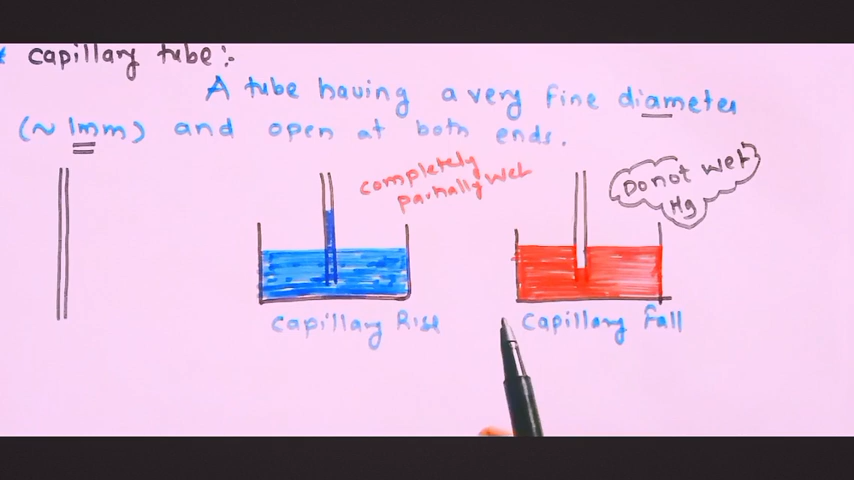 * capillary tube:-
A tube having a very fine diameter
(~ 1mm) and open at both ends.
completely
partially wet
Do not wet
Hg
Capillary Rise
Capillary Fall